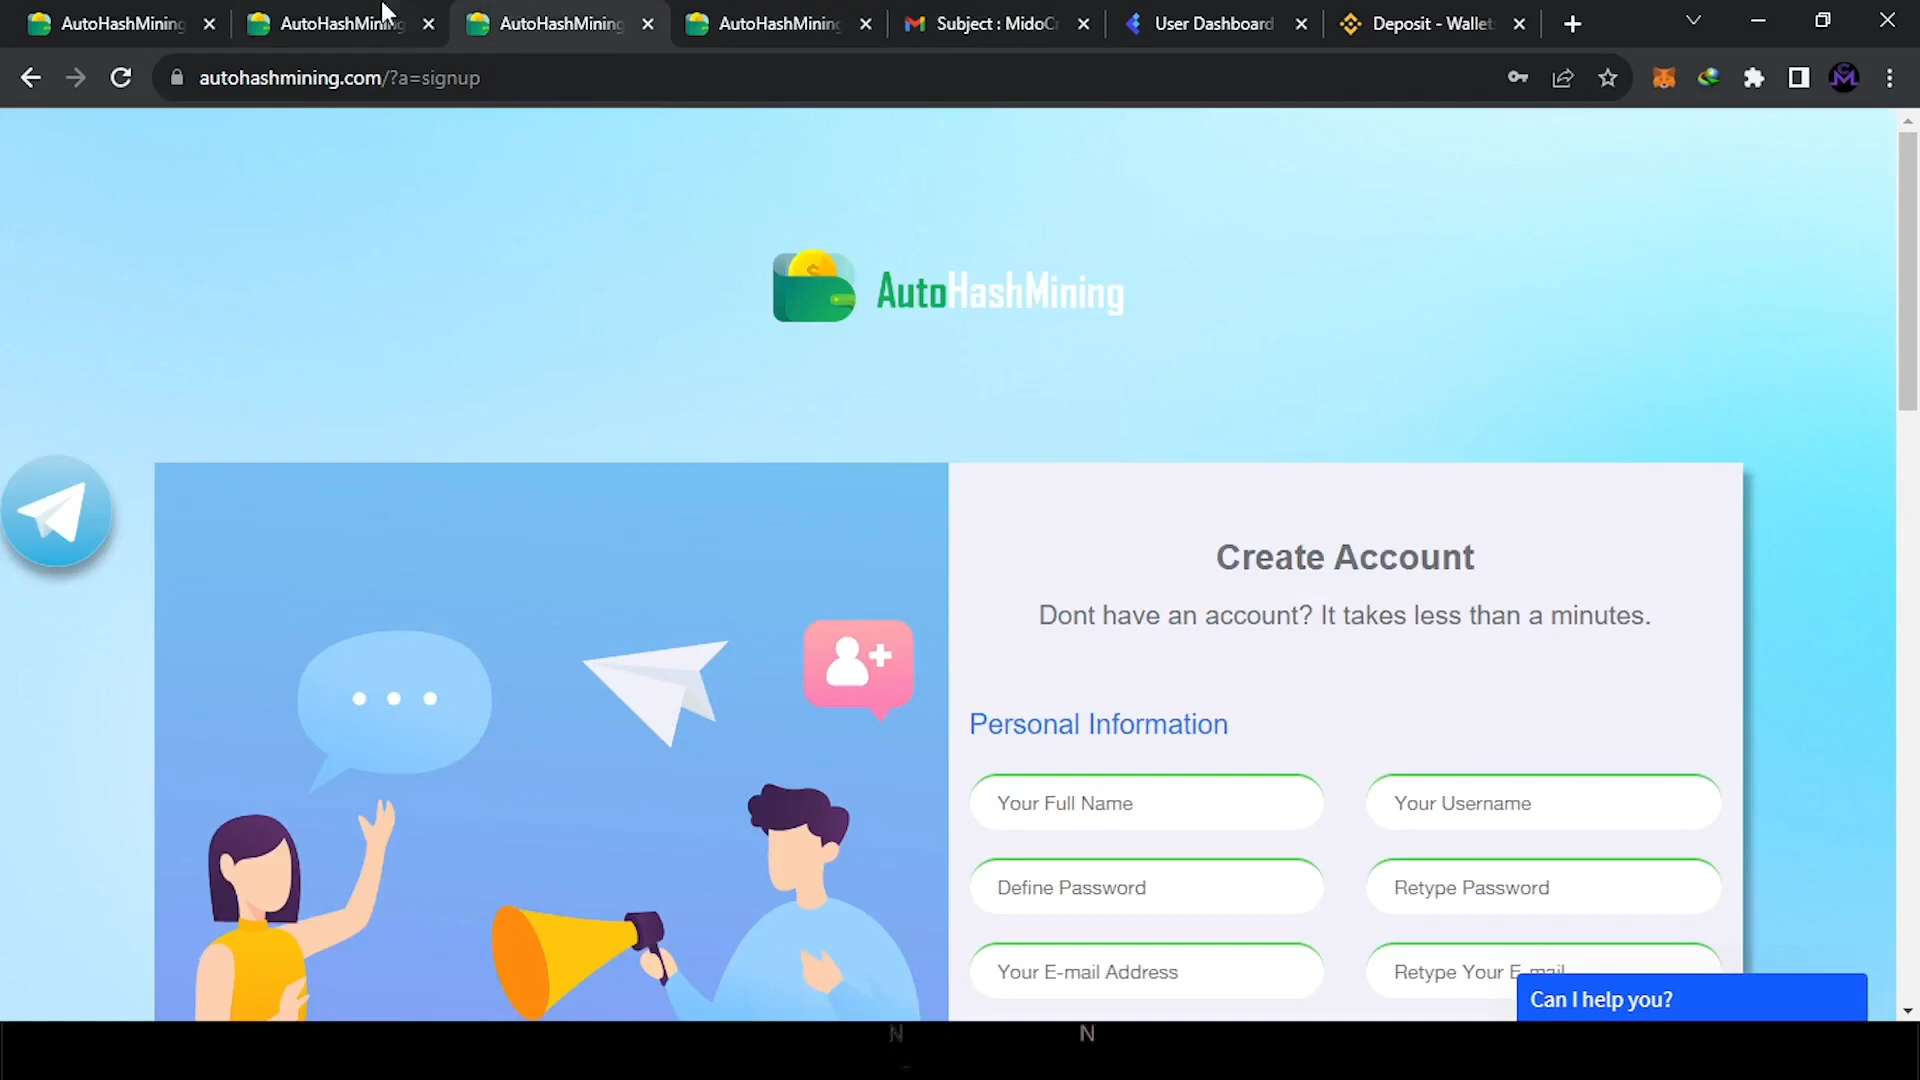 AutoHashMining
AutoHashMining
AutoHashMining
AutoHashMining
Subject : MidoCr
User Dashboard
Deposit - Wallet
autohashmining.com/?a=signup
AutoHashMining
Create Account
Dont have an account? It takes less than a minutes.
Personal Information
Your Full Name
Your Username
Define Password
Retype Password
Your E-mail Address
Retype Your E-mail
Can I help you?
N
N